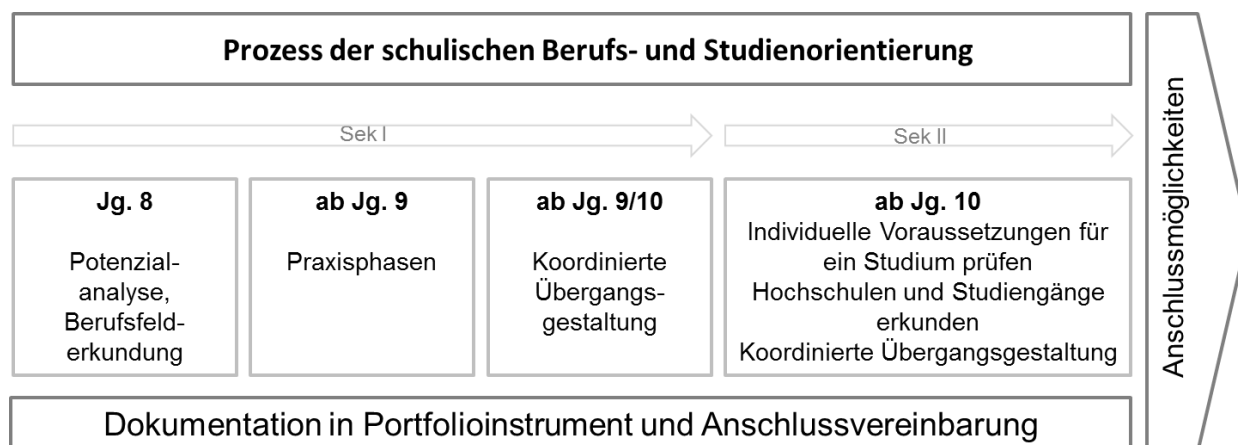 Prozess der schulischen Berufs- und Studienorientierung
Sek I
Sek II
Jg. 8
Potenzial-
analyse,
Berufsfeld-
erkundung
ab Jg. 9
Praxisphasen
ab Jg. 9/10
Koordinierte
Übergangs-
gestaltung
ab Jg. 10
Individuelle Voraussetzungen für
ein Studium prüfen
Hochschulen und Studiengänge
erkunden
Koordinierte Übergangsgestaltung
Dokumentation in Portfolioinstrument und Anschlussvereinbarung
Anschlussmöglichkeiten